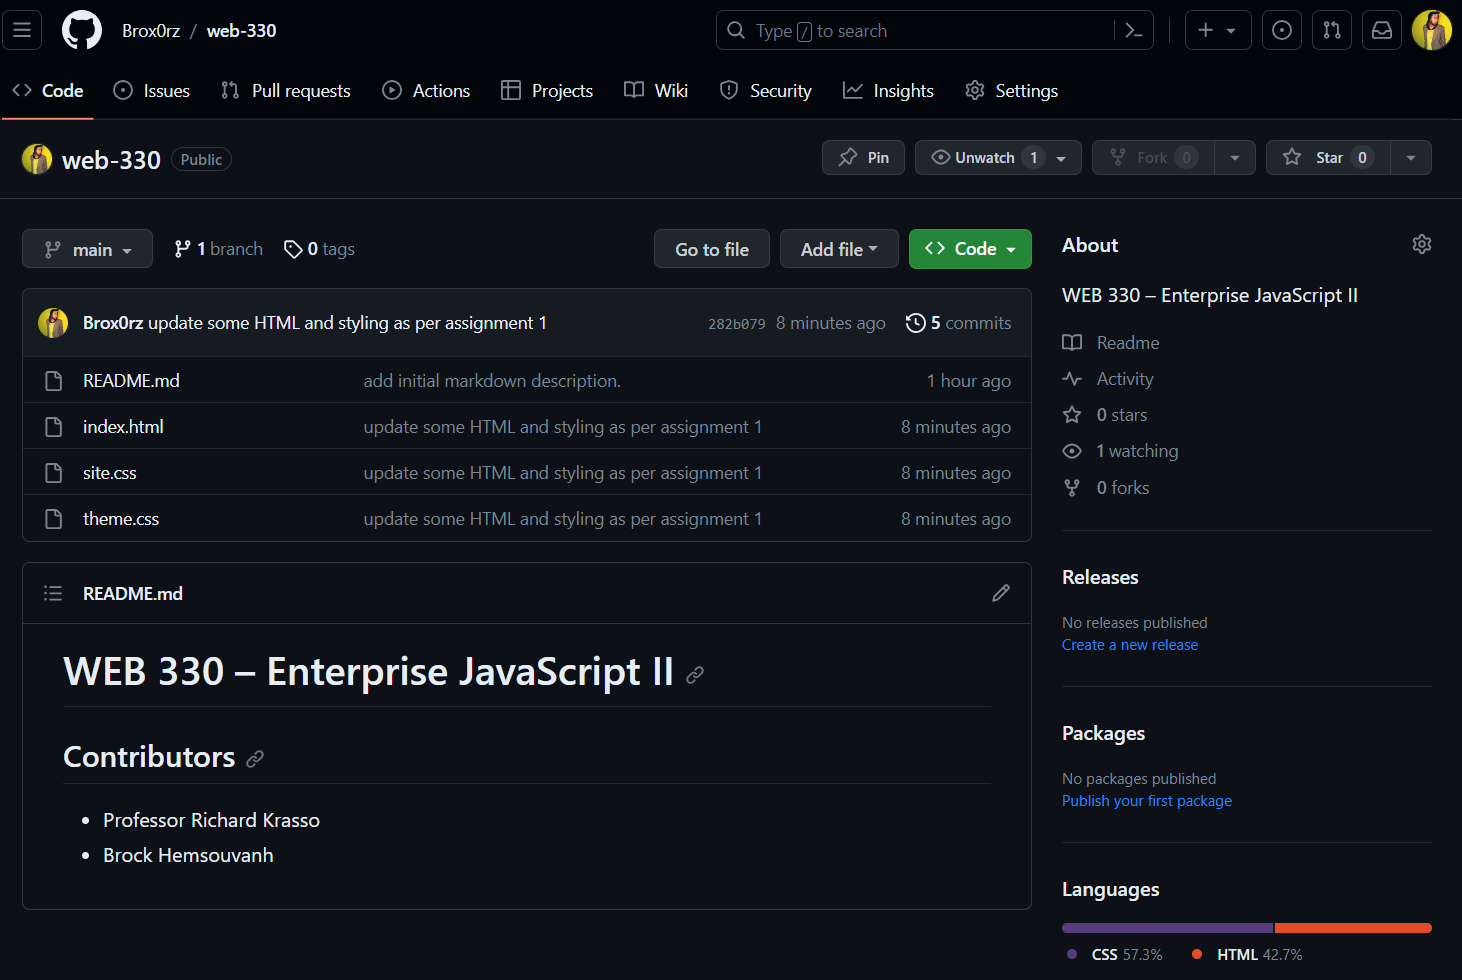 Brox0rz / web-330
Type / to search
Code Issues Pull requests Actions Projects Wiki Security Insights Settings
web-330 Public
Pin Unwatch 1 Fork 0 Star 0
main 1 branch 0 tags Go to file Add file Code
Brox0rz update some HTML and styling as per assignment 1 282b079 8 minutes ago 5 commits
README.md add initial markdown description. 1 hour ago
index.html update some HTML and styling as per assignment 1 8 minutes ago
site.css update some HTML and styling as per assignment 1 8 minutes ago
theme.css update some HTML and styling as per assignment 1 8 minutes ago
README.md
WEB 330 – Enterprise JavaScript II
Contributors
Professor Richard Krasso
Brock Hemsouvanh
About
WEB 330 – Enterprise JavaScript II
Readme
Activity
0 stars
1 watching
0 forks
Releases
No releases published
Create a new release
Packages
No packages published
Publish your first package
Languages
CSS 57.3% HTML 42.7%